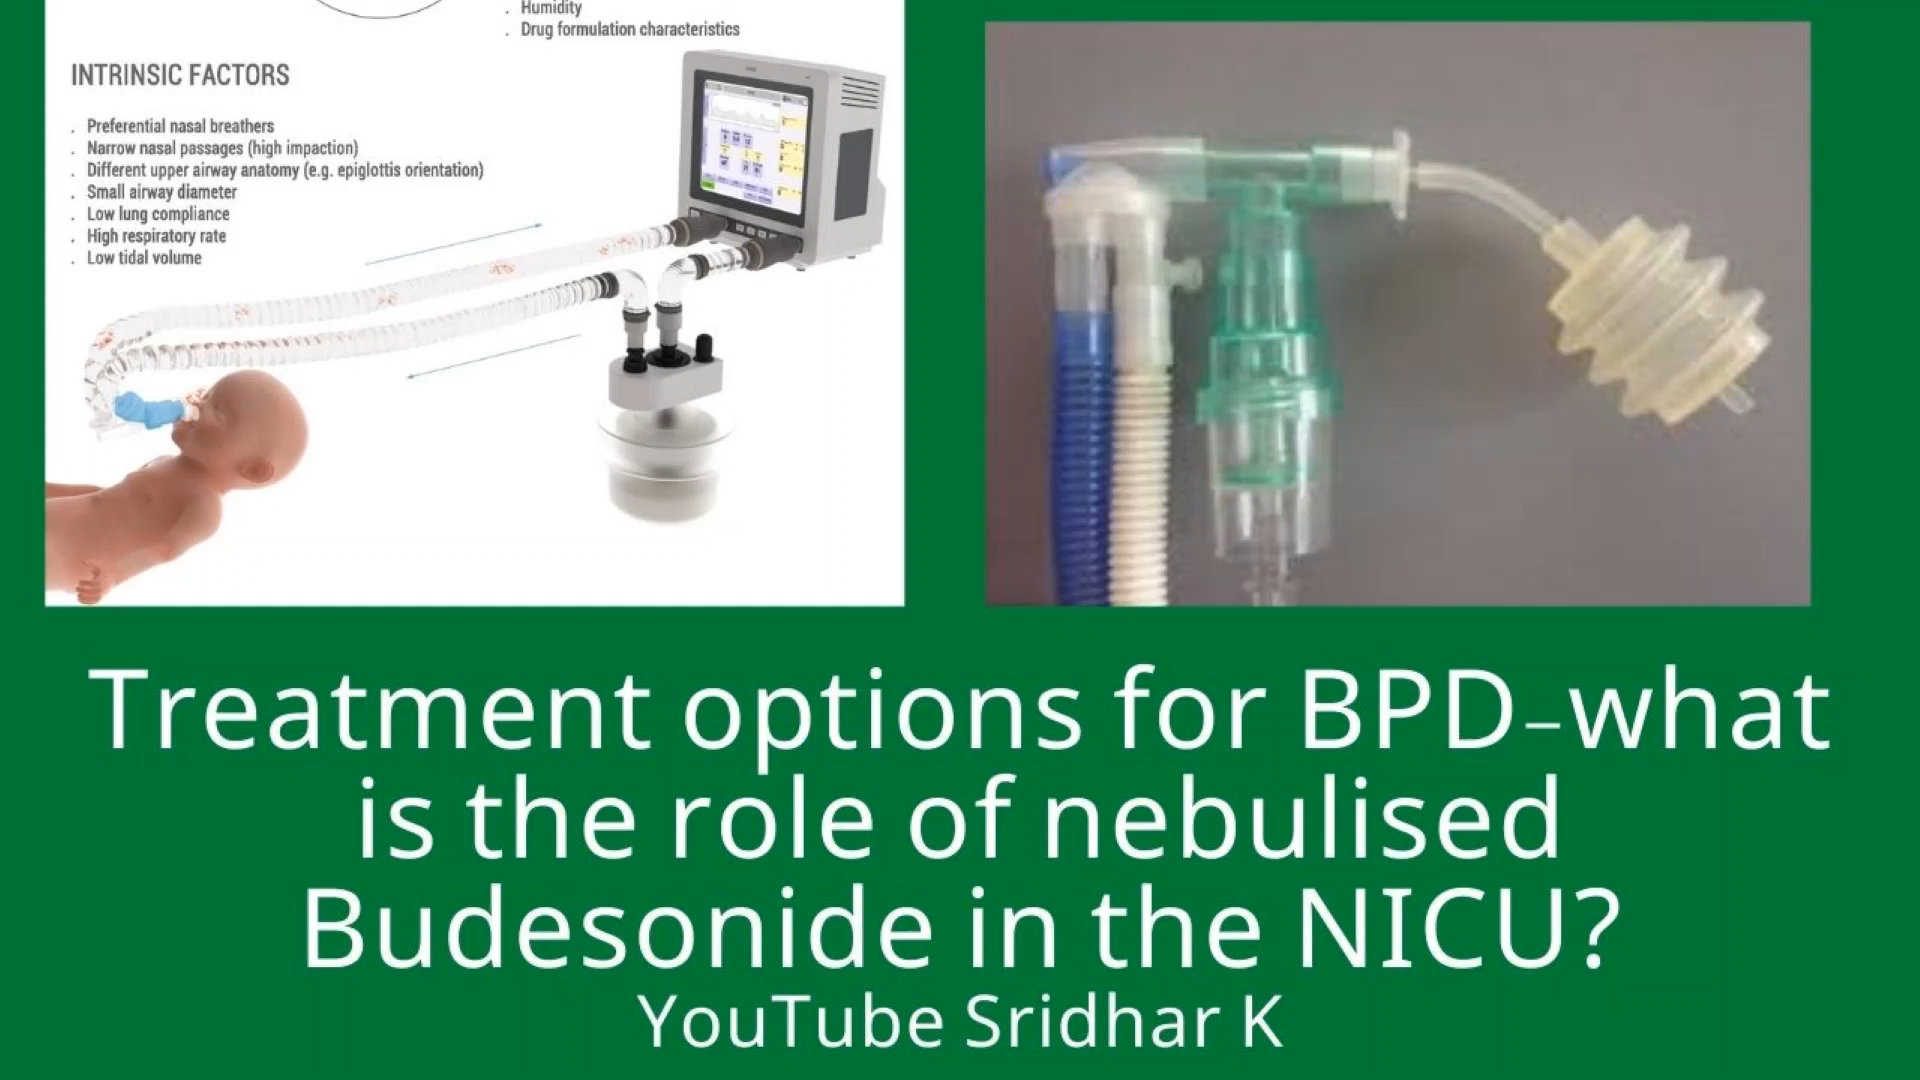 . Humidity
. Drug formulation characteristics
INTRINSIC FACTORS
. Preferential nasal breathers
. Narrow nasal passages (high impaction)
. Different upper airway anatomy (e.g. epiglottis orientation)
. Small airway diameter
. Low lung compliance
. High respiratory rate
. Low tidal volume
Treatment options for BPD–what
is the role of nebulised
Budesonide in the NICU?
YouTube Sridhar K